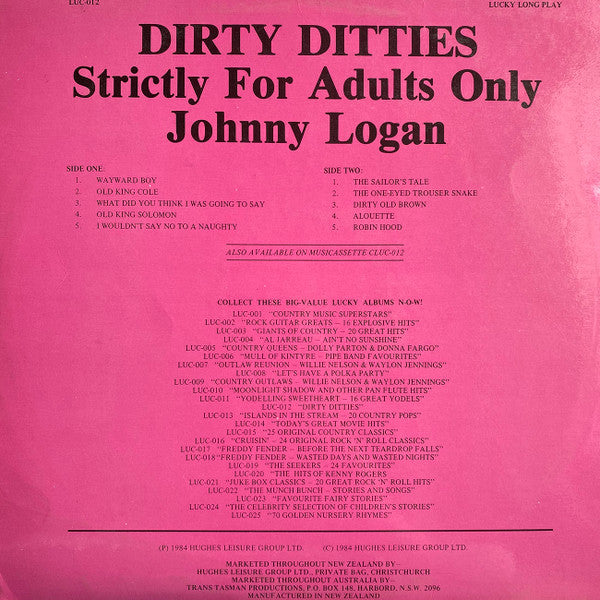 LUC-012
LUCKY LONG PLAY
DIRTY DITTIES
Strictly For Adults Only
Johnny Logan
SIDE ONE:
1. WAYWARD BOY
2. OLD KING COLE
3. WHAT DID YOU THINK I WAS GOING TO SAY
4. OLD KING SOLOMON
5. I WOULDN'T SAY NO TO A NAUGHTY
SIDE TWO:
1. THE SAILOR'S TALE
2. THE ONE-EYED TROUSER SNAKE
3. DIRTY OLD BROWN
4. ALOUETTE
5. ROBIN HOOD
ALSO AVAILABLE ON MUSICASSETTE CLUC-012
COLLECT THESE BIG-VALUE LUCKY ALBUMS N-O-W!
LUC-001 "COUNTRY MUSIC SUPERSTARS"
LUC-002 "ROCK GUITAR GREATS – 16 EXPLOSIVE HITS"
LUC-003 "GIANTS OF COUNTRY – 20 GREAT HITS"
LUC-004 "AL JARREAU – AIN'T NO SUNSHINE"
LUC-005 "COUNTRY QUEENS – DOLLY PARTON & DONNA FARGO"
LUC-006 "MULL OF KINTYRE – PIPE BAND FAVOURITES"
LUC-007 "OUTLAW REUNION – WILLIE NELSON & WAYLON JENNINGS"
LUC-008 "LET'S HAVE A POLKA PARTY"
LUC-009 "COUNTRY OUTLAWS – WILLIE NELSON & WAYLON JENNINGS"
LUC-010 "MOONLIGHT SHADOW AND OTHER PAN FLUTE HITS"
LUC-011 "YODELLING SWEETHEART – 16 GREAT YODELS"
LUC-012 "DIRTY DITTIES"
LUC-013 "ISLANDS IN THE STREAM – 20 COUNTRY POPS"
LUC-014 "TODAY'S GREAT MOVIE HITS"
LUC-015 "25 ORIGINAL COUNTRY CLASSICS"
LUC-016 "CRUISIN' – 24 ORIGINAL ROCK 'N' ROLL CLASSICS"
LUC-017 "FREDDY FENDER – BEFORE THE NEXT TEARDROP FALLS"
LUC-018 "FREDDY FENDER – WASTED DAYS AND WASTED NIGHTS"
LUC-019 "THE SEEKERS – 24 FAVOURITES"
LUC-020 "THE HITS OF KENNY ROGERS
LUC-021 "JUKE BOX CLASSICS – 20 GREAT ROCK 'N' ROLL HITS"
LUC-022 "THE MUNCH BUNCH – STORIES AND SONGS"
LUC-023 "FAVOURITE FAIRY STORIES"
LUC-024 "THE CELEBRITY SELECTION OF CHILDREN'S STORIES"
LUC-025 "70 GOLDEN NURSERY RHYMES"
(P) 1984 HUGHES LEISURE GROUP LTD. (C) 1984 HUGHES LEISURE GROUP LTD.
MARKETED THROUGHOUT NEW ZEALAND BY–
HUGHES LEISURE GROUP LTD., PRIVATE BAG, CHRISTCHURCH
MARKETED THROUGHOUT AUSTRALIA BY–
TRANS TASMAN PRODUCTIONS, P.O. BOX 148, HARBORD, N.S.W. 2096
MANUFACTURED IN NEW ZEALAND